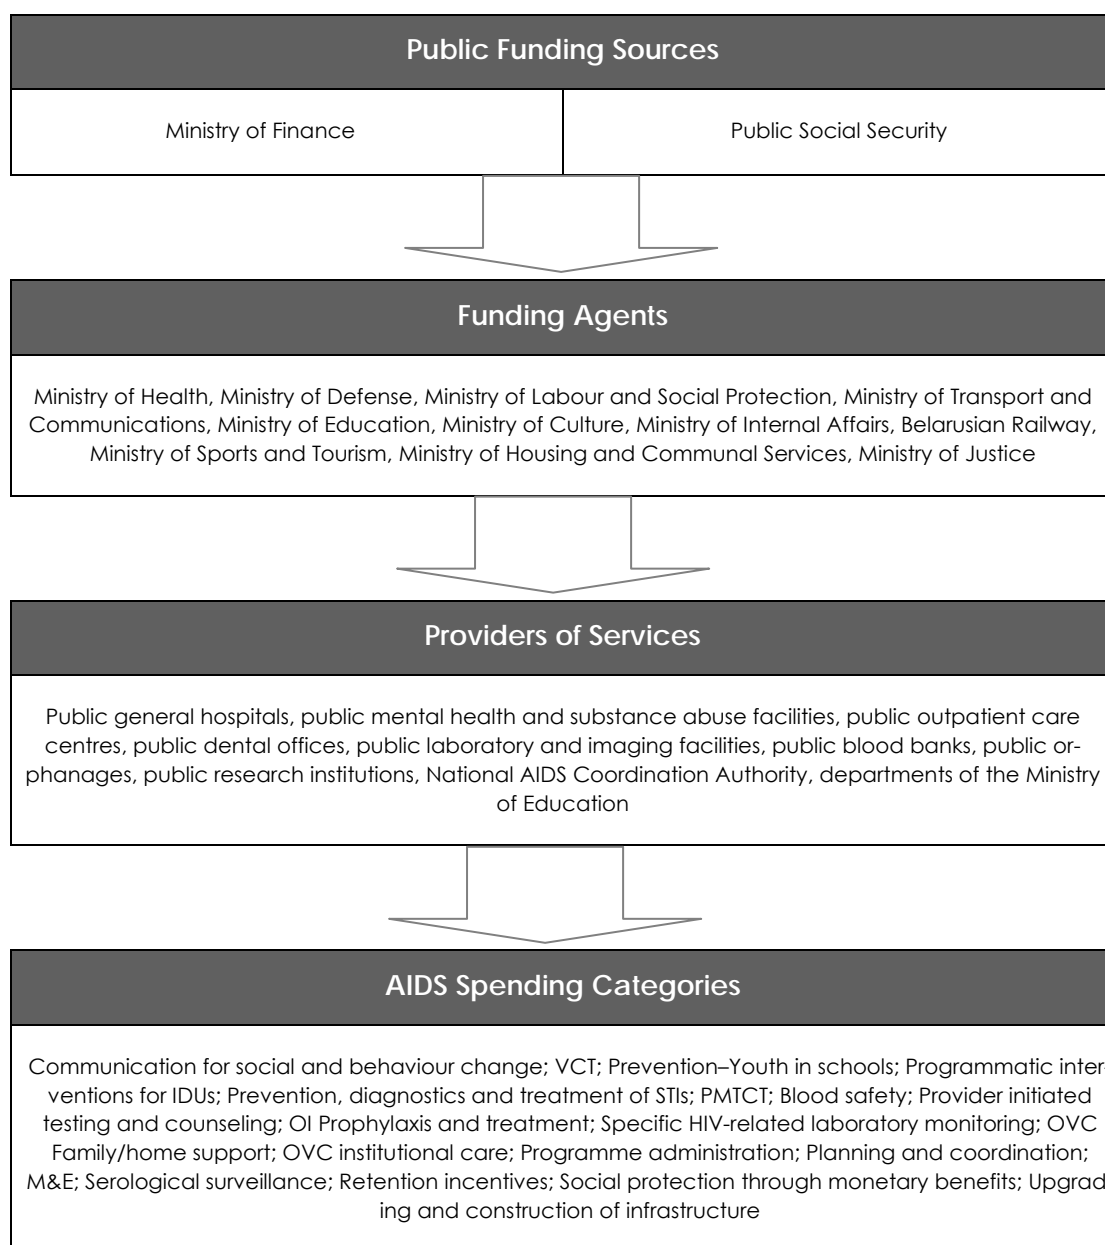 Public Funding Sources
Ministry of Finance
Public Social Security
Funding Agents
Ministry of Health, Ministry of Defense, Ministry of Labour and Social Protection, Ministry of Transport and
Communications, Ministry of Education, Ministry of Culture, Ministry of Internal Affairs, Belarusian Railway,
Ministry of Sports and Tourism, Ministry of Housing and Communal Services, Ministry of Justice
Providers of Services
Public general hospitals, public mental health and substance abuse facilities, public outpatient care
centres, public dental offices, public laboratory and imaging facilities, public blood banks, public or-
phanages, public research institutions, National AIDS Coordination Authority, departments of the Ministry
of Education
AIDS Spending Categories
Communication for social and behaviour change; VCT; Prevention–Youth in schools; Programmatic inter-
ventions for IDUs; Prevention, diagnostics and treatment of STIs; PMTCT; Blood safety; Provider initiated
testing and counseling; OI Prophylaxis and treatment; Specific HIV-related laboratory monitoring; OVC
Family/home support; OVC institutional care; Programme administration; Planning and coordination;
M&E; Serological surveillance; Retention incentives; Social protection through monetary benefits; Upgrad
ing and construction of infrastructure